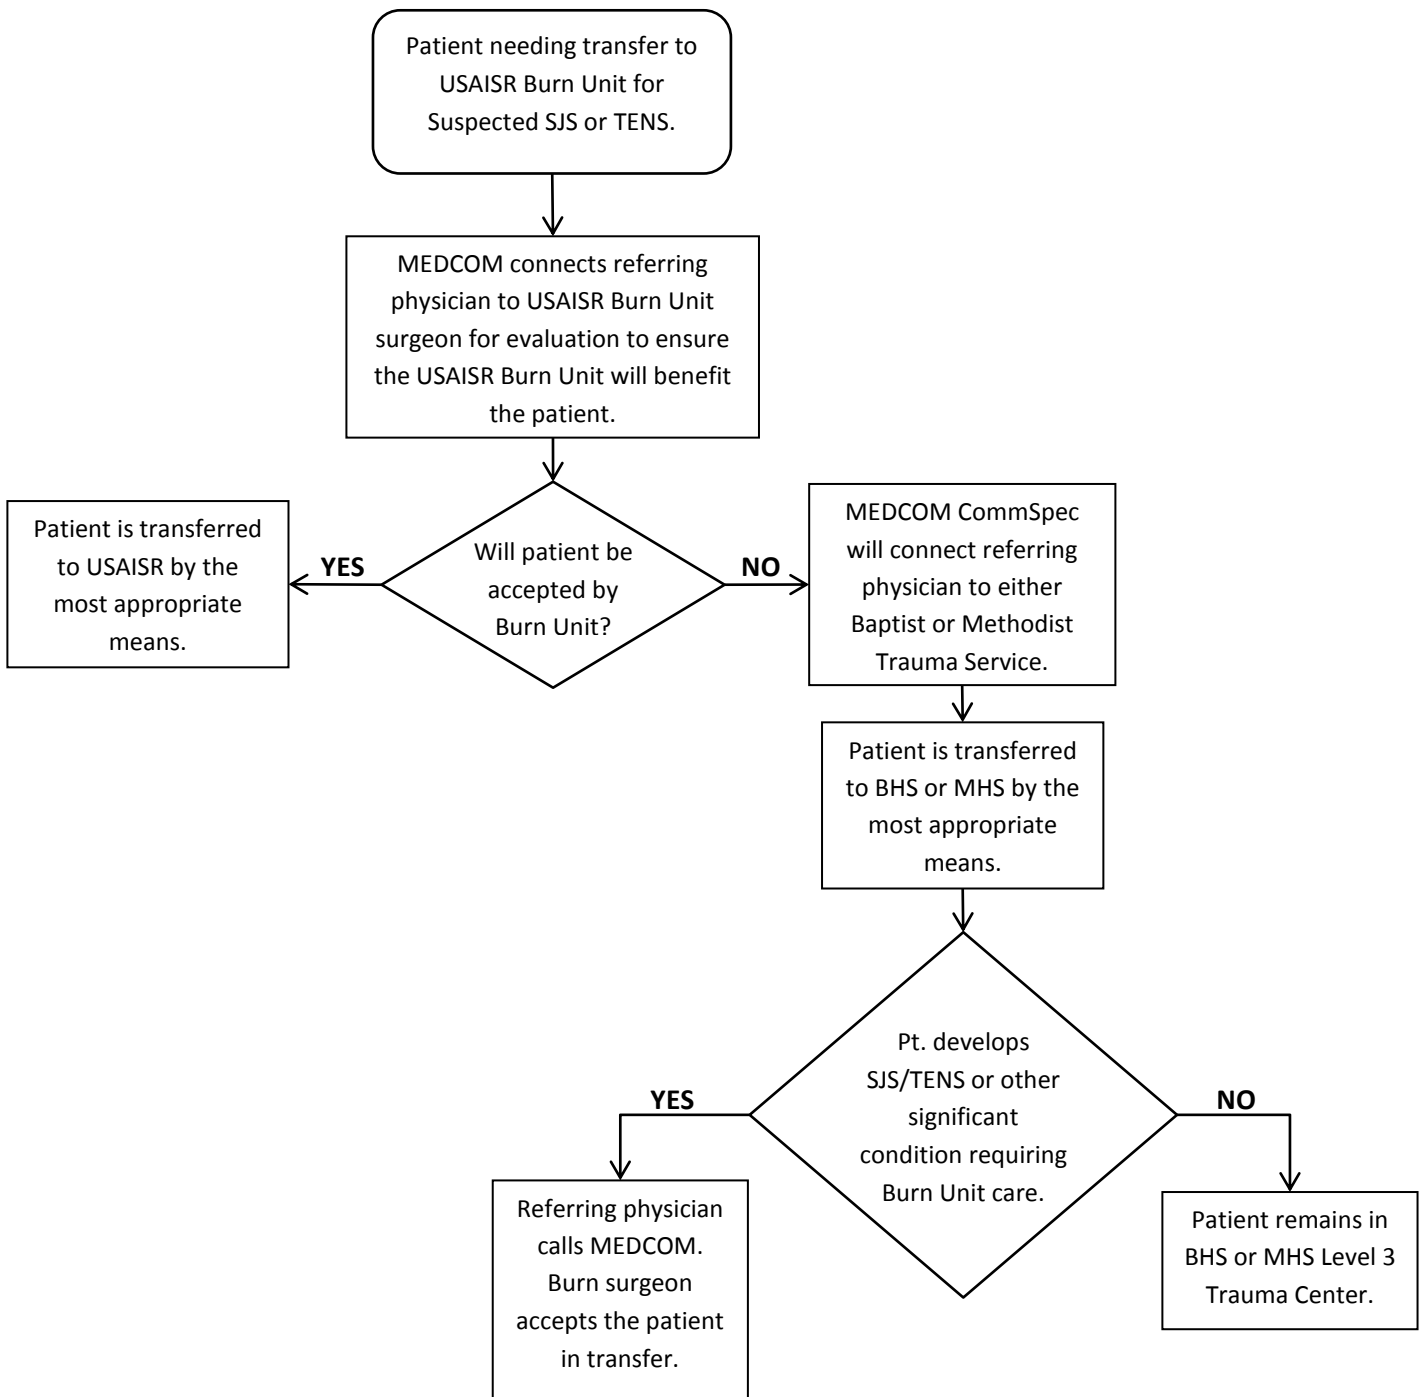 Patient needing transfer to
USAISR Burn Unit for
Suspected SJS or TENS.
MEDCOM connects referring
physician to USAISR Burn Unit
surgeon for evaluation to ensure
the USAISR Burn Unit will benefit
the patient.
Will patient be
accepted by
Burn Unit?
YES
Patient is transferred
to USAISR by the
most appropriate
means.
NO
MEDCOM CommSpec
will connect referring
physician to either
Baptist or Methodist
Trauma Service.
Patient is transferred
to BHS or MHS by the
most appropriate
means.
Pt. develops
SJS/TENS or other
significant
condition requiring
Burn Unit care.
YES
Referring physician
calls MEDCOM.
Burn surgeon
accepts the patient
in transfer.
NO
Patient remains in
BHS or MHS Level 3
Trauma Center.